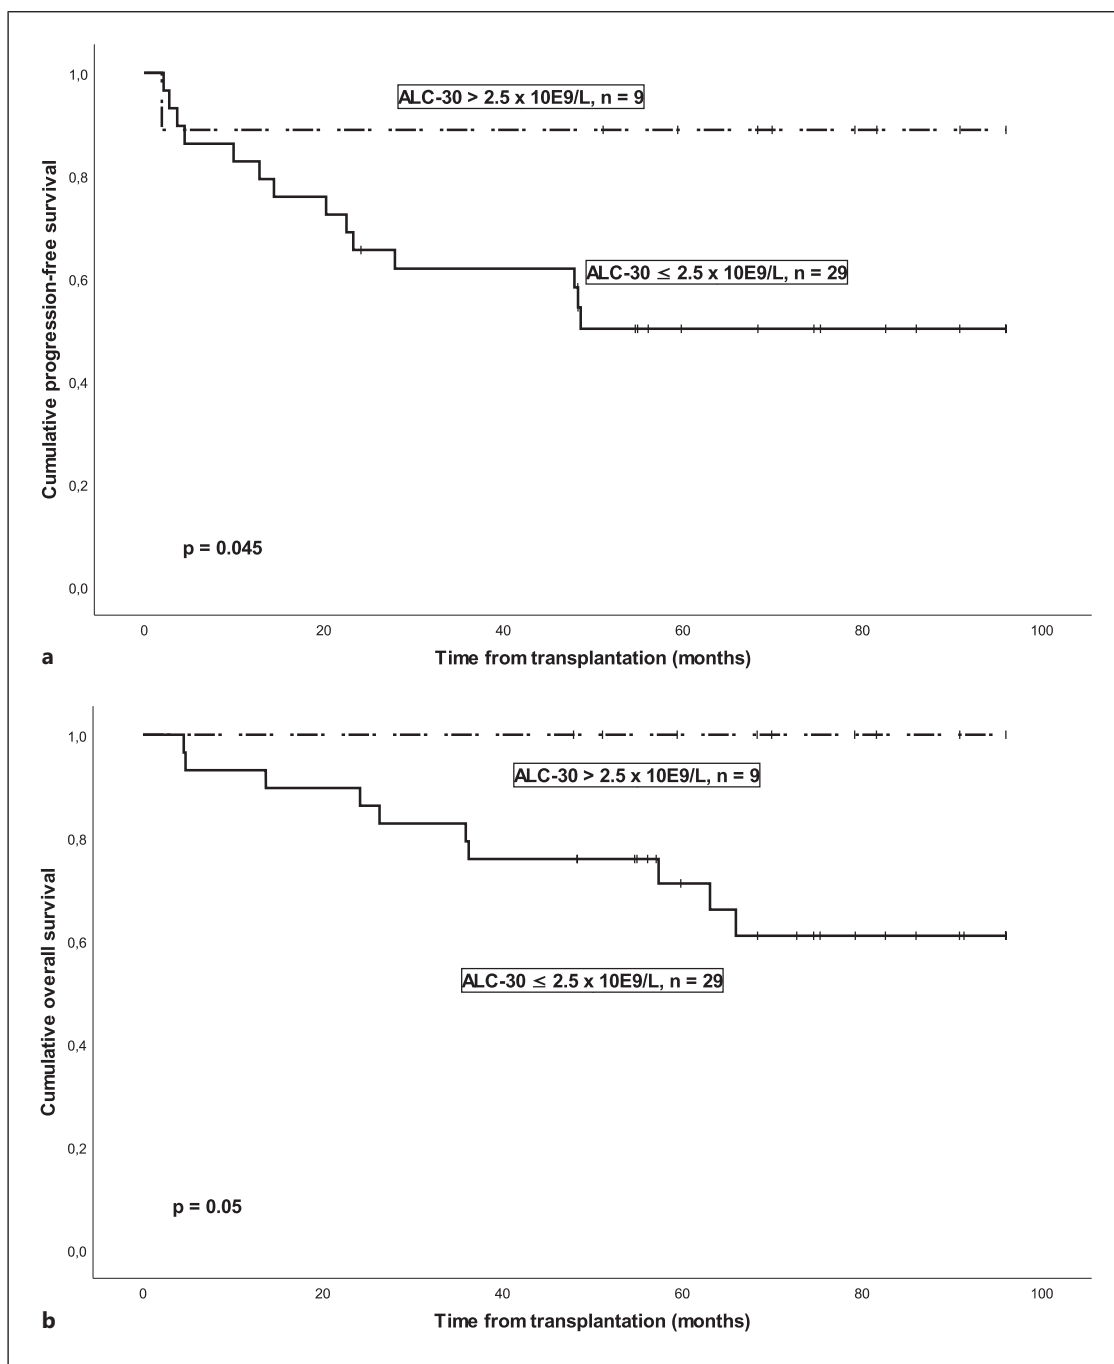 1,0
ALC-30 > 2.5 x 10E9/L, n = 9
0,8
ALC-30 ≤ 2.5 x 10E9/L, n = 29
0,6
0,4
0,2
0,0
Cumulative progression-free survival
p = 0.045
0 20 40 60 80 100
a
Time from transplantation (months)
1,0
ALC-30 > 2.5 x 10E9/L, n = 9
0,8
0,6
ALC-30 ≤ 2.5 x 10E9/L, n = 29
0,4
0,2
0,0
Cumulative overall survival
p = 0.05
0 20 40 60 80 100
b
Time from transplantation (months)